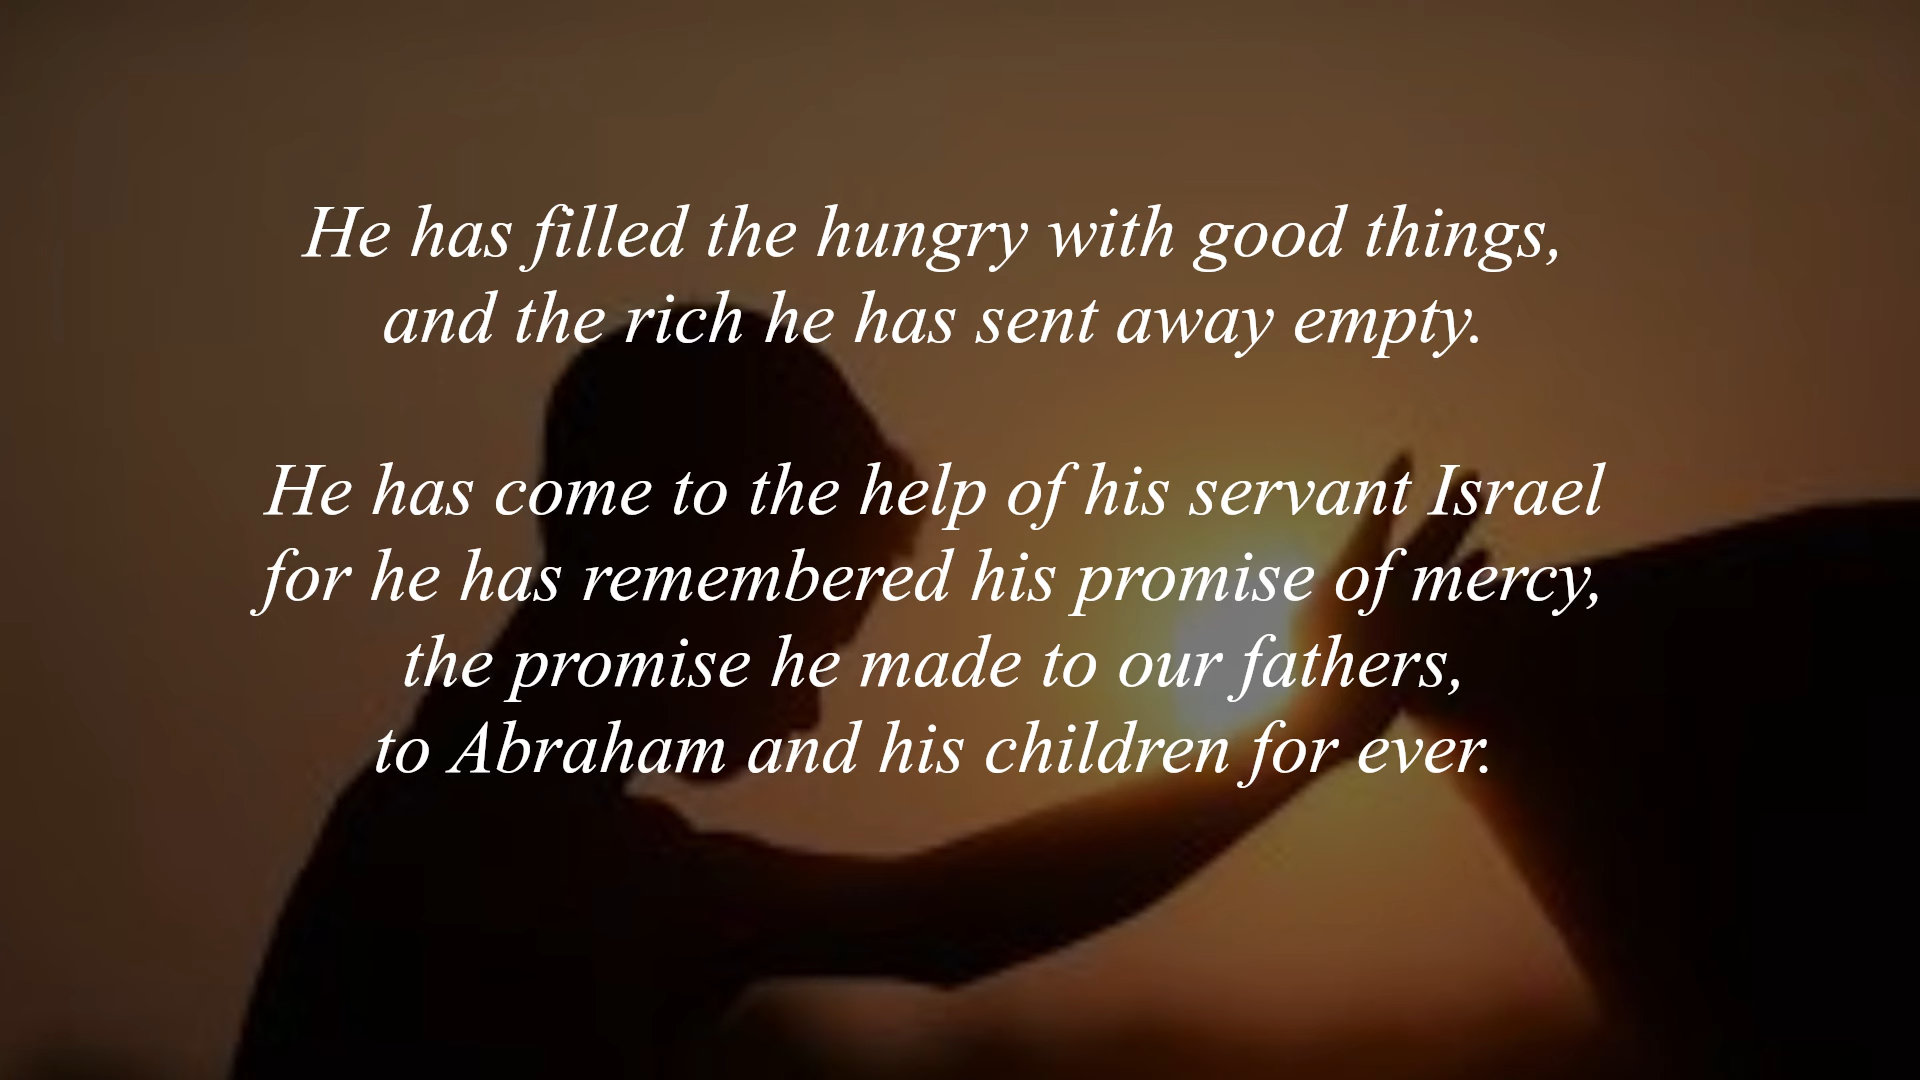 He has filled the hungry with good things,
and the rich he has sent away empty.
He has come to the help of his servant Israel
for he has remembered his promise of mercy,
the promise he made to our fathers,
to Abraham and his children for ever.